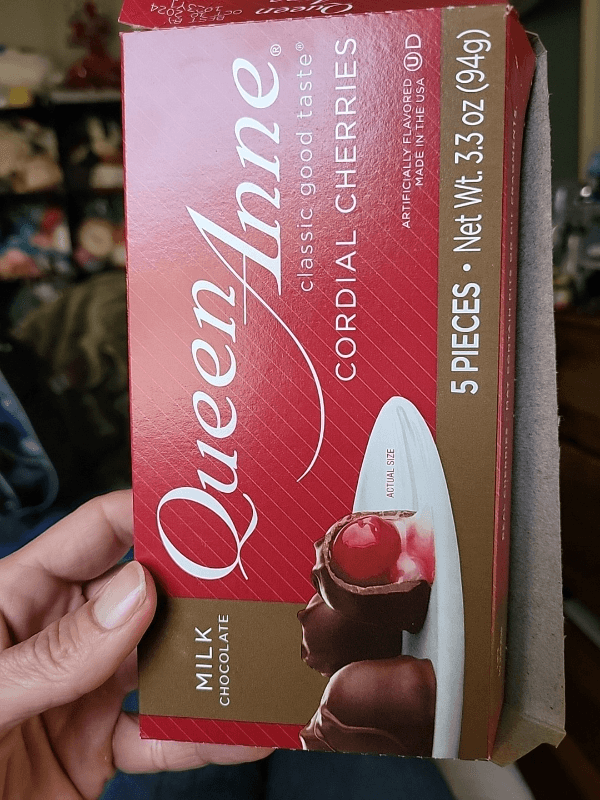 Queen Anne®
classic good taste®
CORDIAL CHERRIES
ARTIFICIALLY FLAVORED
MADE IN THE USA
U D
ACTUAL SIZE
MILK
CHOCOLATE
5 PIECES • Net Wt. 3.3 oz (94g)
Queen